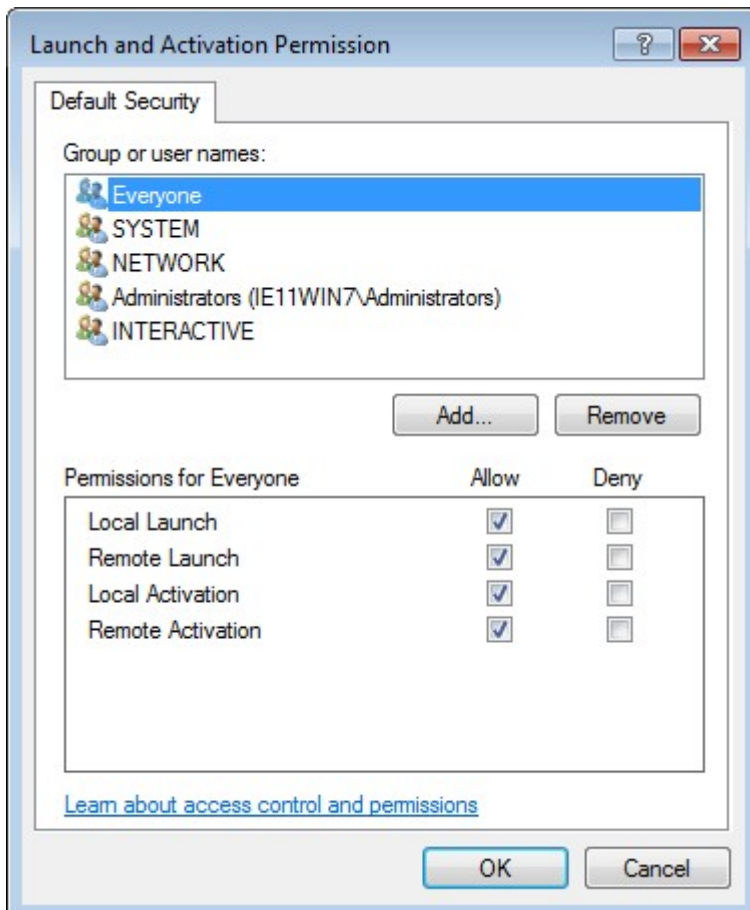 Launch and Activation Permission
Default Security
Group or user names:
Everyone
SYSTEM
NETWORK
Administrators (IE11WIN7\Administrators)
INTERACTIVE
Add... Remove
Permissions for Everyone Allow Deny
Local Launch
Remote Launch
Local Activation
Remote Activation
Learn about access control and permissions
OK Cancel